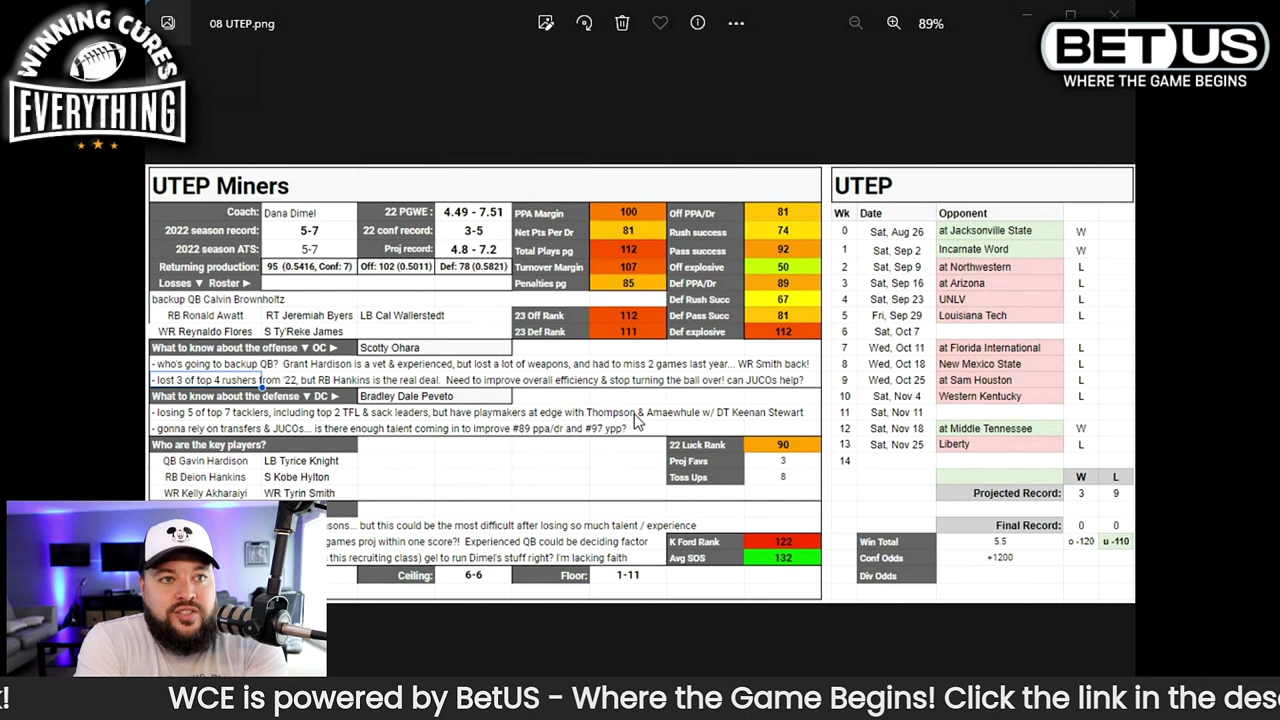 WINNING CURES
EVERYTHING
08 UTEP.png
89%
BETUS
WHERE THE GAME BEGINS
UTEP Miners
Coach: Dana Dimel 22 PGWE : 4.49 - 7.51 PPA Margin 100 Off PPA/Dr 81
2022 season record: 5-7 22 conf record: 3-5 Net Pts Per Dr 81 Rush success 74
2022 season ATS: 5-7 Proj record: 4.8 - 7.2 Total Plays pg 112 Pass success 92
Returning production: 95 (0.5416, Conf: 7) Off: 102 (0.5011) Def: 78 (0.5821) Turnover Margin 107 Off explosive 50
Losses ▼ Roster ► Penalties pg 85 Def PPA/Dr 89
backup QB Calvin Brownholtz Def Rush Succ 67
RB Ronald Awatt RT Jeremiah Byers LB Cal Wallerstedt 23 Off Rank 112 Def Pass Succ 81
WR Reynaldo Flores S Ty'Reke James 23 Def Rank 111 Def explosive 112
What to know about the offense ▼ OC ► Scotty Ohara
- who's going to backup QB? Grant Hardison is a vet & experienced, but lost a lot of weapons, and had to miss 2 games last year... WR Smith back!
- lost 3 of top 4 rushers from '22, but RB Hankins is the real deal. Need to improve overall efficiency & stop turning the ball over! can JUCOs help?
What to know about the defense ▼ DC ► Bradley Dale Peveto
- losing 5 of top 7 tacklers, including top 2 TFL & sack leaders, but have playmakers at edge with Thompson & Amaewhule w/ DT Keenan Stewart
- gonna rely on transfers & JUCOs... is there enough talent coming in to improve #89 ppa/dr and #97 ypp?
Who are the key players? 22 Luck Rank 90
QB Gavin Hardison LB Tyrice Knight Proj Favs 3
RB Deion Hankins S Kobe Hylton Toss Ups 8
WR Kelly Akharaiyi WR Tyrin Smith
sons... but this could be the most difficult after losing so much talent / experience
games proj within one score?! Experienced QB could be deciding factor K Ford Rank 122
this recruiting class) gel to run Dimel's stuff right? I'm lacking faith Avg SOS 132
Ceiling: 6-6 Floor: 1-11
UTEP
Wk Date Opponent
0 Sat, Aug 26 at Jacksonville State W
1 Sat, Sep 2 Incarnate Word W
2 Sat, Sep 9 at Northwestern L
3 Sat, Sep 16 at Arizona L
4 Sat, Sep 23 UNLV L
5 Fri, Sep 29 Louisiana Tech L
6 Sat, Oct 7
7 Wed, Oct 11 at Florida International L
8 Wed, Oct 18 New Mexico State L
9 Wed, Oct 25 at Sam Houston L
10 Sat, Nov 4 Western Kentucky L
11 Sat, Nov 11
12 Sat, Nov 18 at Middle Tennessee W
13 Sat, Nov 25 Liberty L
14
W L
Projected Record: 3 9
Final Record: 0 0
Win Total 5.5 o -120 u -110
Conf Odds +1200
Div Odds
k! WCE is powered by BetUS - Where the Game Begins! Click the link in the des